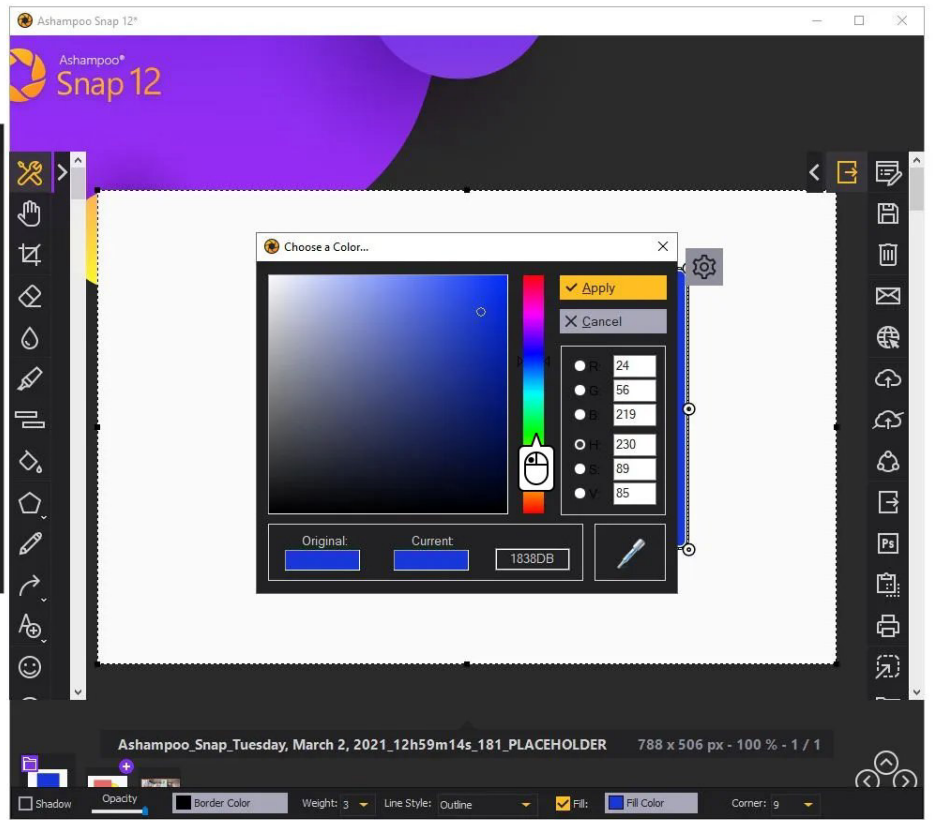 Ashampoo Snap 12*
Ashampoo®
Snap 12
Choose a Color...
Apply
Cancel
R: 24
G: 56
B: 219
H: 230
S: 89
V: 85
Original:
Current:
1838DB
Ps
Ashampoo_Snap_Tuesday, March 2, 2021_12h59m14s_181_PLACEHOLDER 788 x 506 px - 100 % - 1 / 1
Shadow Opacity Border Color Weight: 3 Line Style: Outline Fill: Fill Color Corner: 9